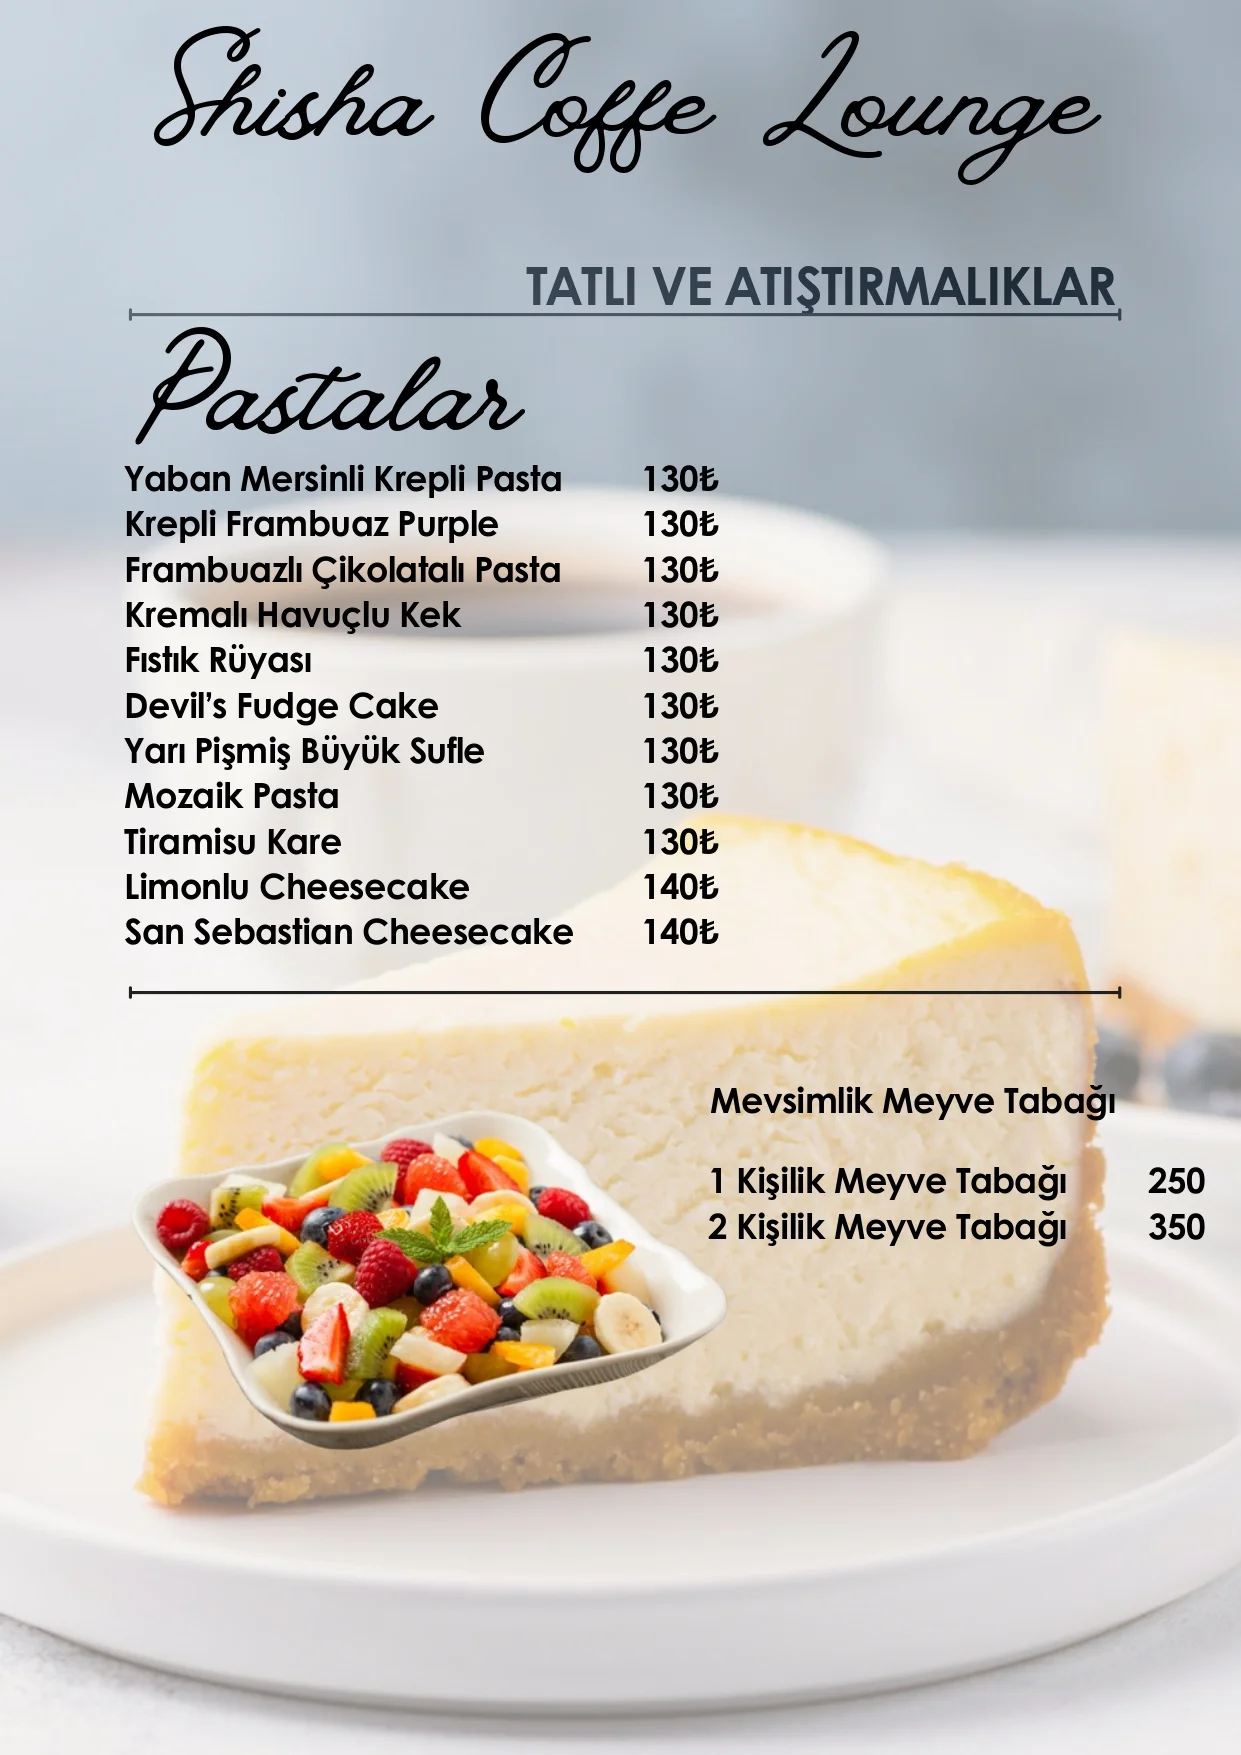 Shisha Coffe Lounge
TATLI VE ATIŞTIRMALIKLAR
Pastalar
Yaban Mersinli Krepli Pasta 130₺
Krepli Frambuaz Purple 130₺
Frambuazlı Çikolatalı Pasta 130₺
Kremalı Havuçlu Kek 130₺
Fıstık Rüyası 130₺
Devil’s Fudge Cake 130₺
Yarı Pişmiş Büyük Sufle 130₺
Mozaik Pasta 130₺
Tiramisu Kare 130₺
Limonlu Cheesecake 140₺
San Sebastian Cheesecake 140₺
Mevsimlik Meyve Tabağı
1 Kişilik Meyve Tabağı 250
2 Kişilik Meyve Tabağı 350